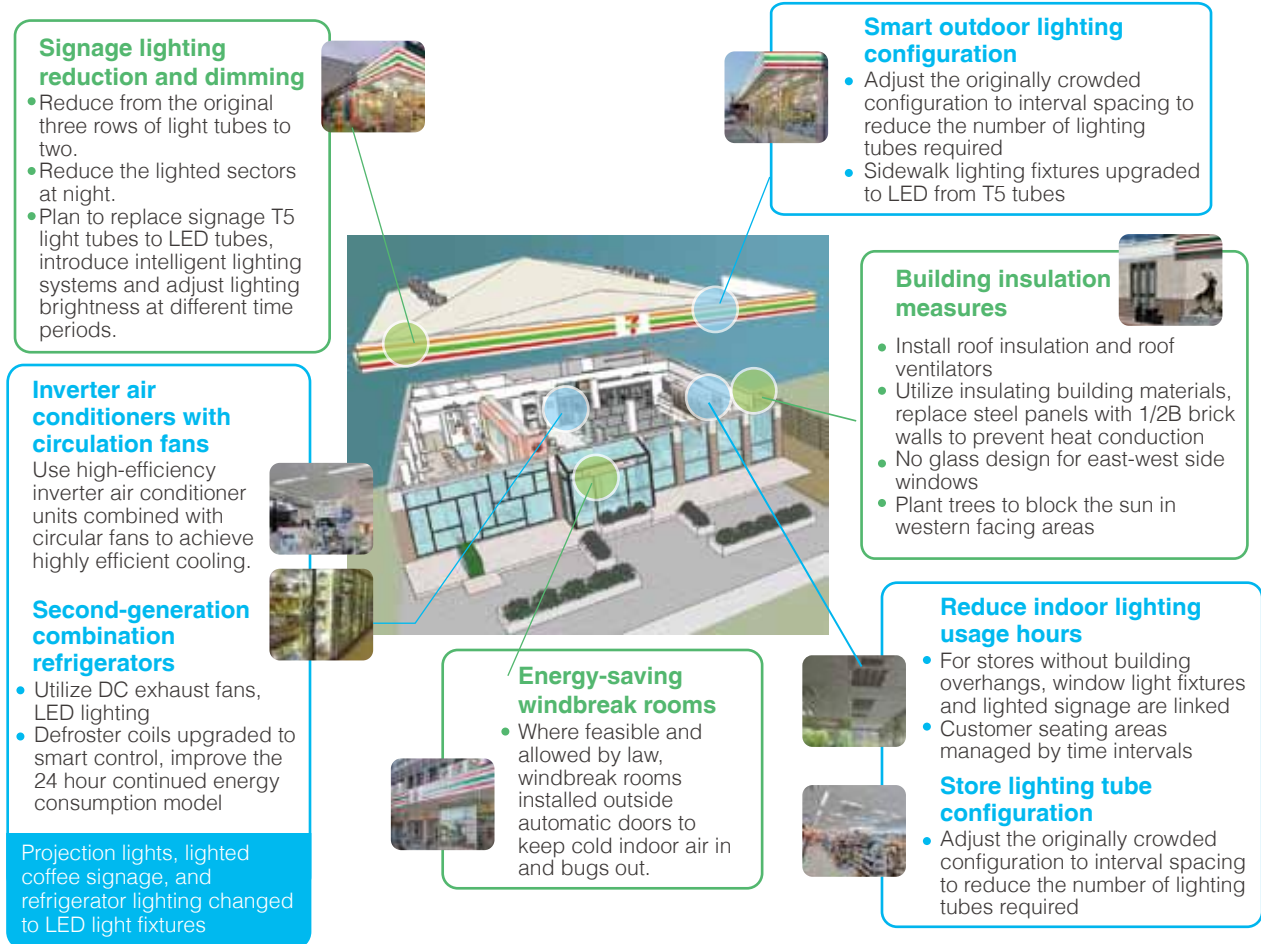 Signage lighting
reduction and dimming
•Reduce from the original
three rows of light tubes to
two.
•Reduce the lighted sectors
at night.
•Plan to replace signage T5
light tubes to LED tubes,
introduce intelligent lighting
systems and adjust lighting
brightness at different time
periods.
Inverter air
conditioners with
circulation fans
Use high-efficiency
inverter air conditioner
units combined with
circular fans to achieve
highly efficient cooling.
Second-generation
combination
refrigerators
• Utilize DC exhaust fans,
LED lighting
• Defroster coils upgraded to
smart control, improve the
24 hour continued energy
consumption model
Projection lights, lighted
coffee signage, and
refrigerator lighting changed
to LED light fixtures
7
Energy-saving
windbreak rooms
• Where feasible and
allowed by law,
windbreak rooms
installed outside
automatic doors to
keep cold indoor air in
and bugs out.
Smart outdoor lighting
configuration
• Adjust the originally crowded
configuration to interval spacing to
reduce the number of lighting
tubes required
• Sidewalk lighting fixtures upgraded
to LED from T5 tubes
Building insulation
measures
• Install roof insulation and roof
ventilators
• Utilize insulating building materials,
replace steel panels with 1/2B brick
walls to prevent heat conduction
• No glass design for east-west side
windows
• Plant trees to block the sun in
western facing areas
Reduce indoor lighting
usage hours
• For stores without building
overhangs, window light fixtures
and lighted signage are linked
• Customer seating areas
managed by time intervals
Store lighting tube
configuration
• Adjust the originally crowded
configuration to interval spacing
to reduce the number of lighting
tubes required